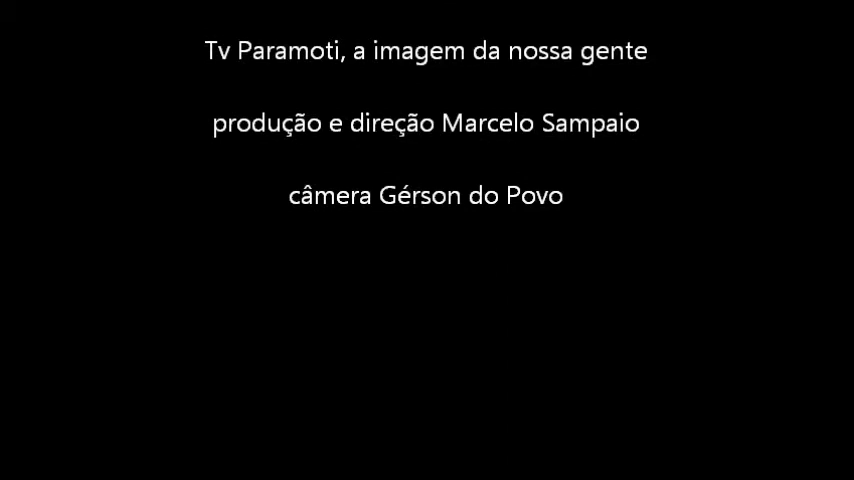 Tv Paramoti, a imagem da nossa gente
produção e direção Marcelo Sampaio
câmera Gérson do Povo